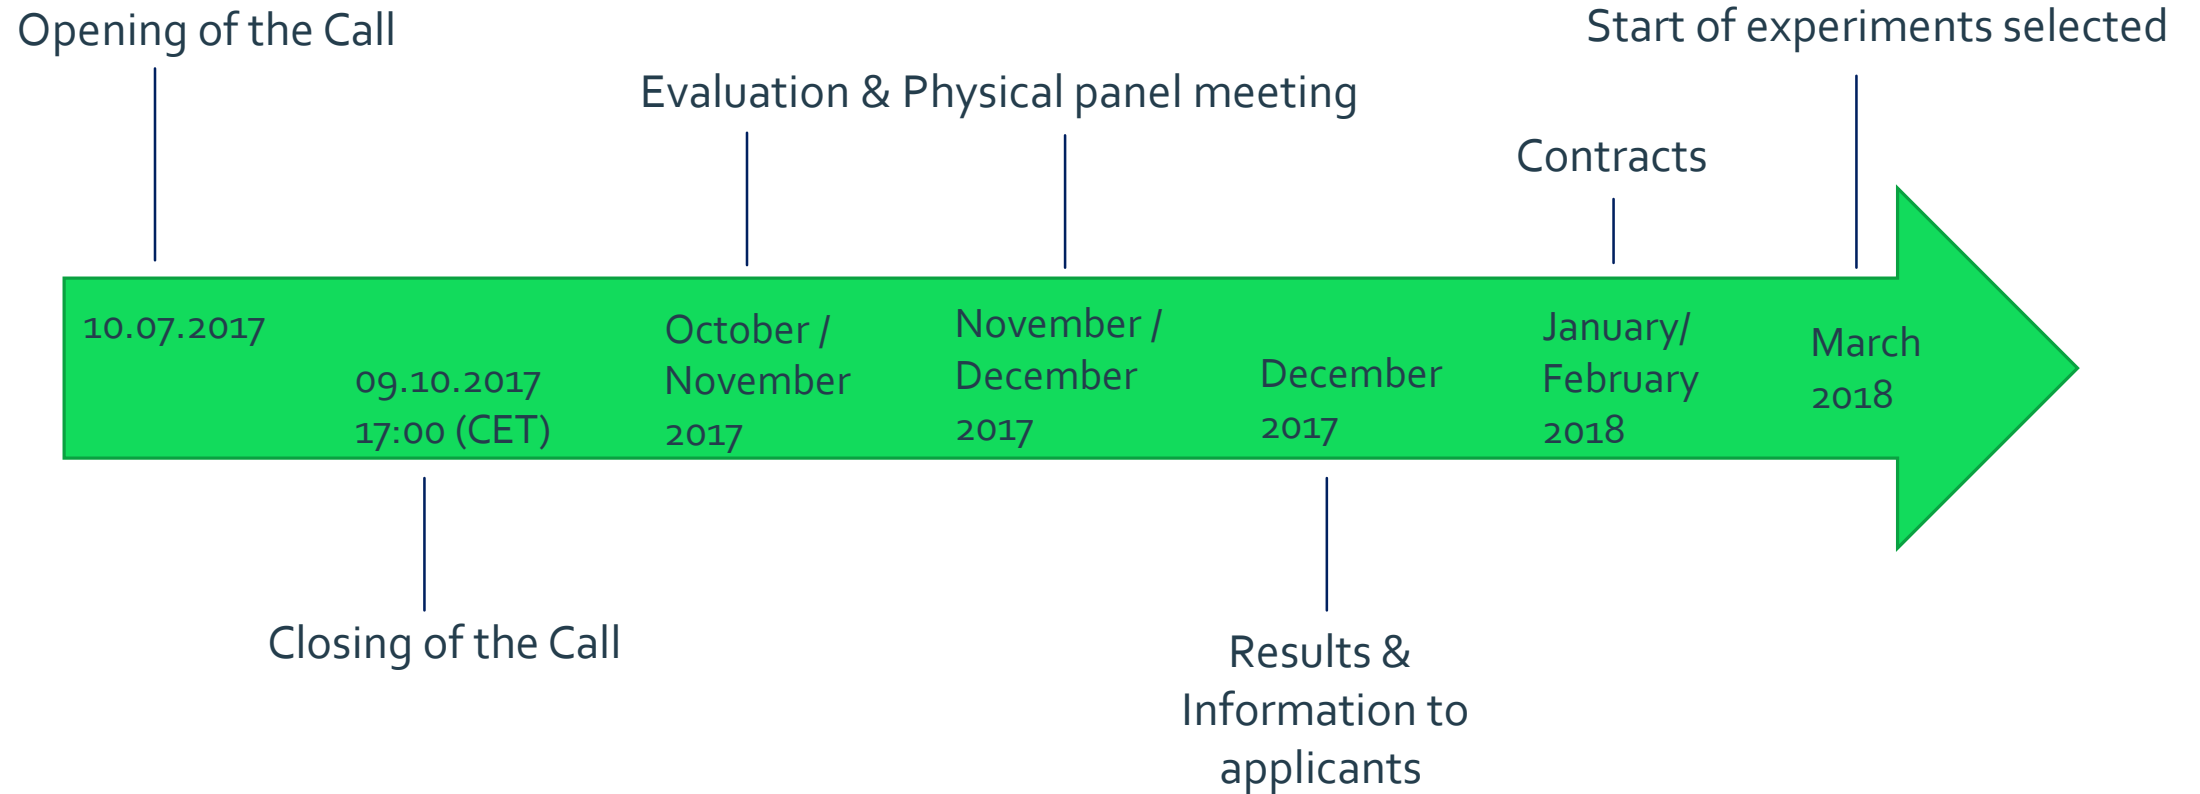 Opening of the Call
Start of experiments selected
Evaluation & Physical panel meeting
Contracts
10.07.2017
09.10.2017
17:00 (CET)
October /
November
2017
November /
December
2017
December
2017
January/
February
2018
March
2018
Closing of the Call
Results &
Information to
applicants